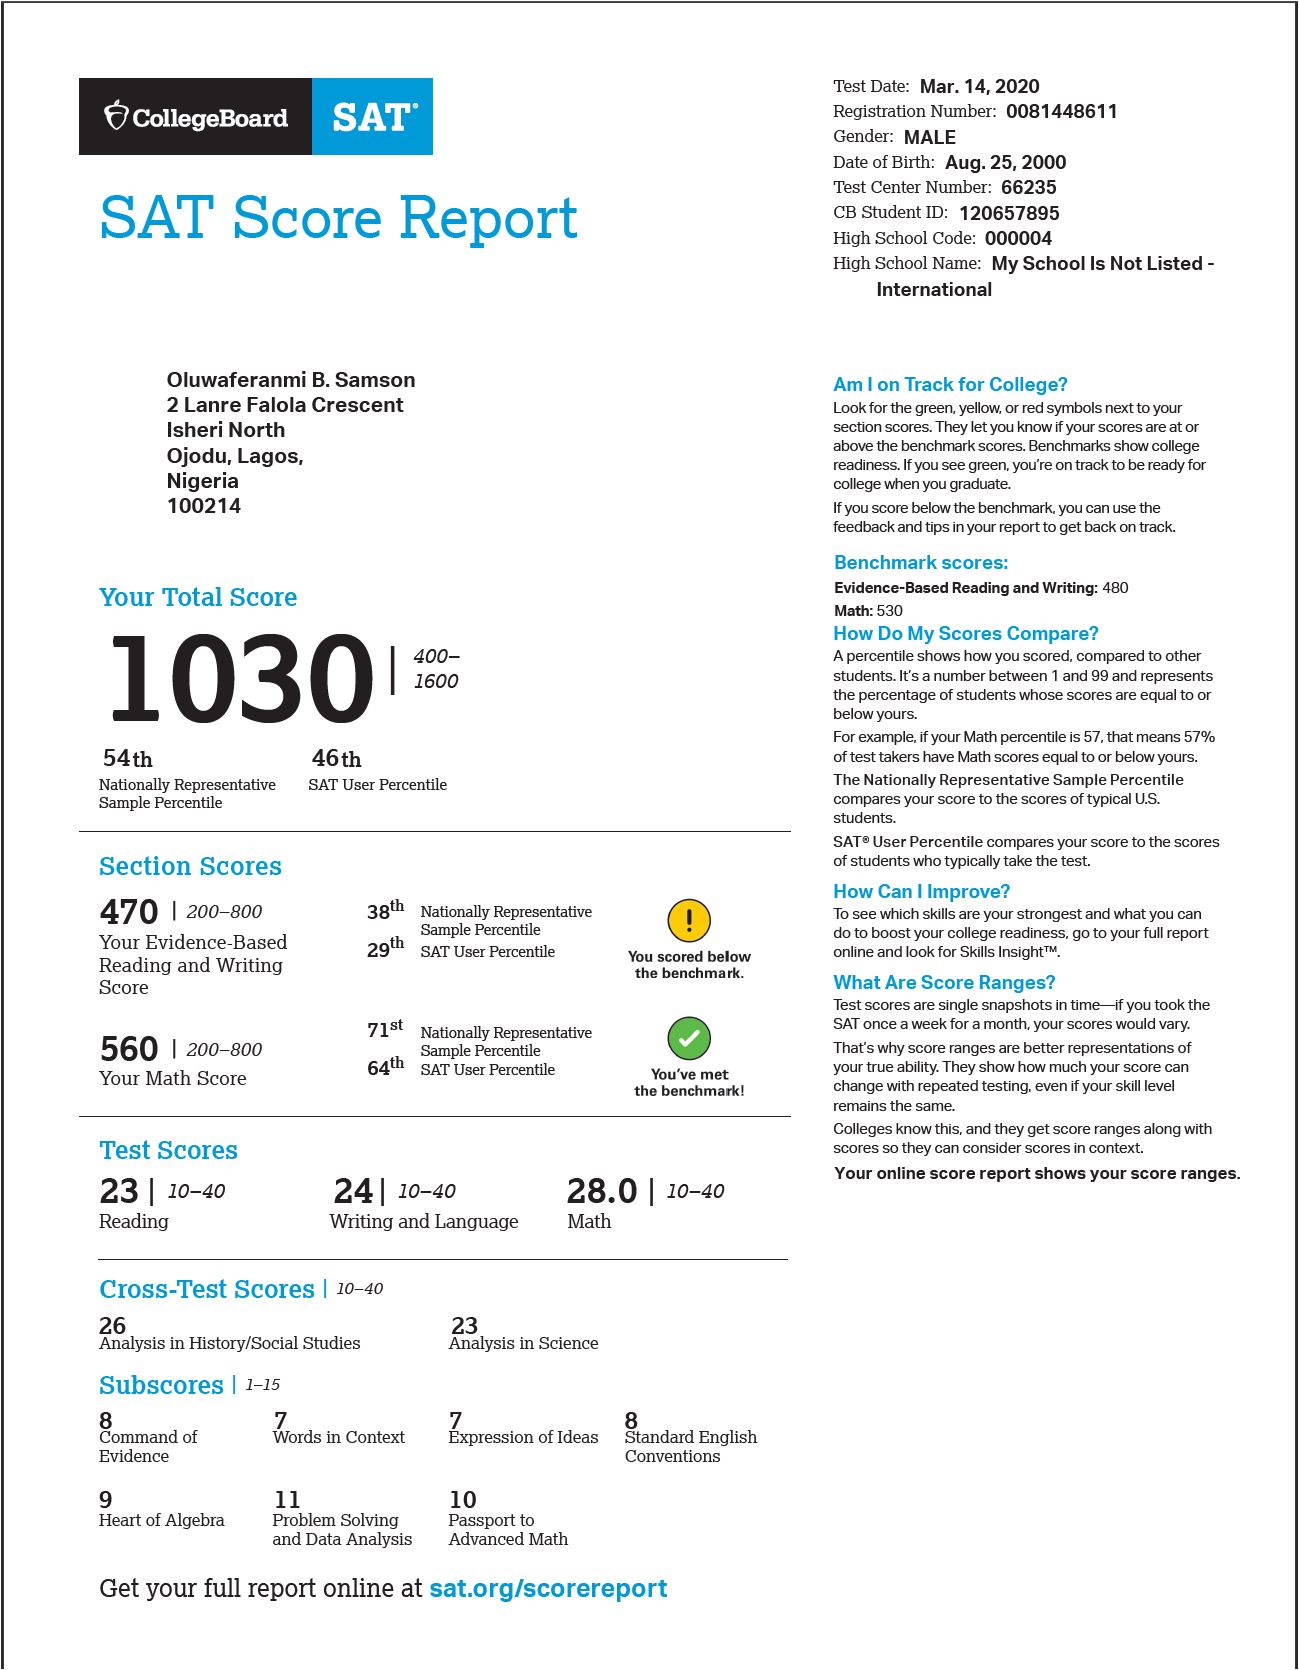 CollegeBoard SAT®
SAT Score Report
Test Date: Mar. 14, 2020
Registration Number: 0081448611
Gender: MALE
Date of Birth: Aug. 25, 2000
Test Center Number: 66235
CB Student ID: 120657895
High School Code: 000004
High School Name: My School Is Not Listed -
International
Oluwaferanmi B. Samson
2 Lanre Falola Crescent
Isheri North
Ojodu, Lagos,
Nigeria
100214
Your Total Score
1030 | 400–
1600
54th
Nationally Representative
Sample Percentile
46th
SAT User Percentile
Section Scores
470 | 200–800
Your Evidence-Based
Reading and Writing
Score
38th Nationally Representative
Sample Percentile
29th SAT User Percentile
!
You scored below
the benchmark.
560 | 200–800
Your Math Score
71st Nationally Representative
Sample Percentile
64th SAT User Percentile
You've met
the benchmark!
Test Scores
23 | 10–40
Reading
24 | 10–40
Writing and Language
28.0 | 10–40
Math
Cross-Test Scores | 10–40
26
Analysis in History/Social Studies
23
Analysis in Science
Subscores | 1–15
8
Command of
Evidence
7
Words in Context
7
Expression of Ideas
8
Standard English
Conventions
9
Heart of Algebra
11
Problem Solving
and Data Analysis
10
Passport to
Advanced Math
Get your full report online at sat.org/scorereport
Am I on Track for College?
Look for the green, yellow, or red symbols next to your
section scores. They let you know if your scores are at or
above the benchmark scores. Benchmarks show college
readiness. If you see green, you're on track to be ready for
college when you graduate.
If you score below the benchmark, you can use the
feedback and tips in your report to get back on track.
Benchmark scores:
Evidence-Based Reading and Writing: 480
Math: 530
How Do My Scores Compare?
A percentile shows how you scored, compared to other
students. It's a number between 1 and 99 and represents
the percentage of students whose scores are equal to or
below yours.
For example, if your Math percentile is 57, that means 57%
of test takers have Math scores equal to or below yours.
The Nationally Representative Sample Percentile
compares your score to the scores of typical U.S.
students.
SAT® User Percentile compares your score to the scores
of students who typically take the test.
How Can I Improve?
To see which skills are your strongest and what you can
do to boost your college readiness, go to your full report
online and look for Skills Insight™.
What Are Score Ranges?
Test scores are single snapshots in time—if you took the
SAT once a week for a month, your scores would vary.
That's why score ranges are better representations of
your true ability. They show how much your score can
change with repeated testing, even if your skill level
remains the same.
Colleges know this, and they get score ranges along with
scores so they can consider scores in context.
Your online score report shows your score ranges.